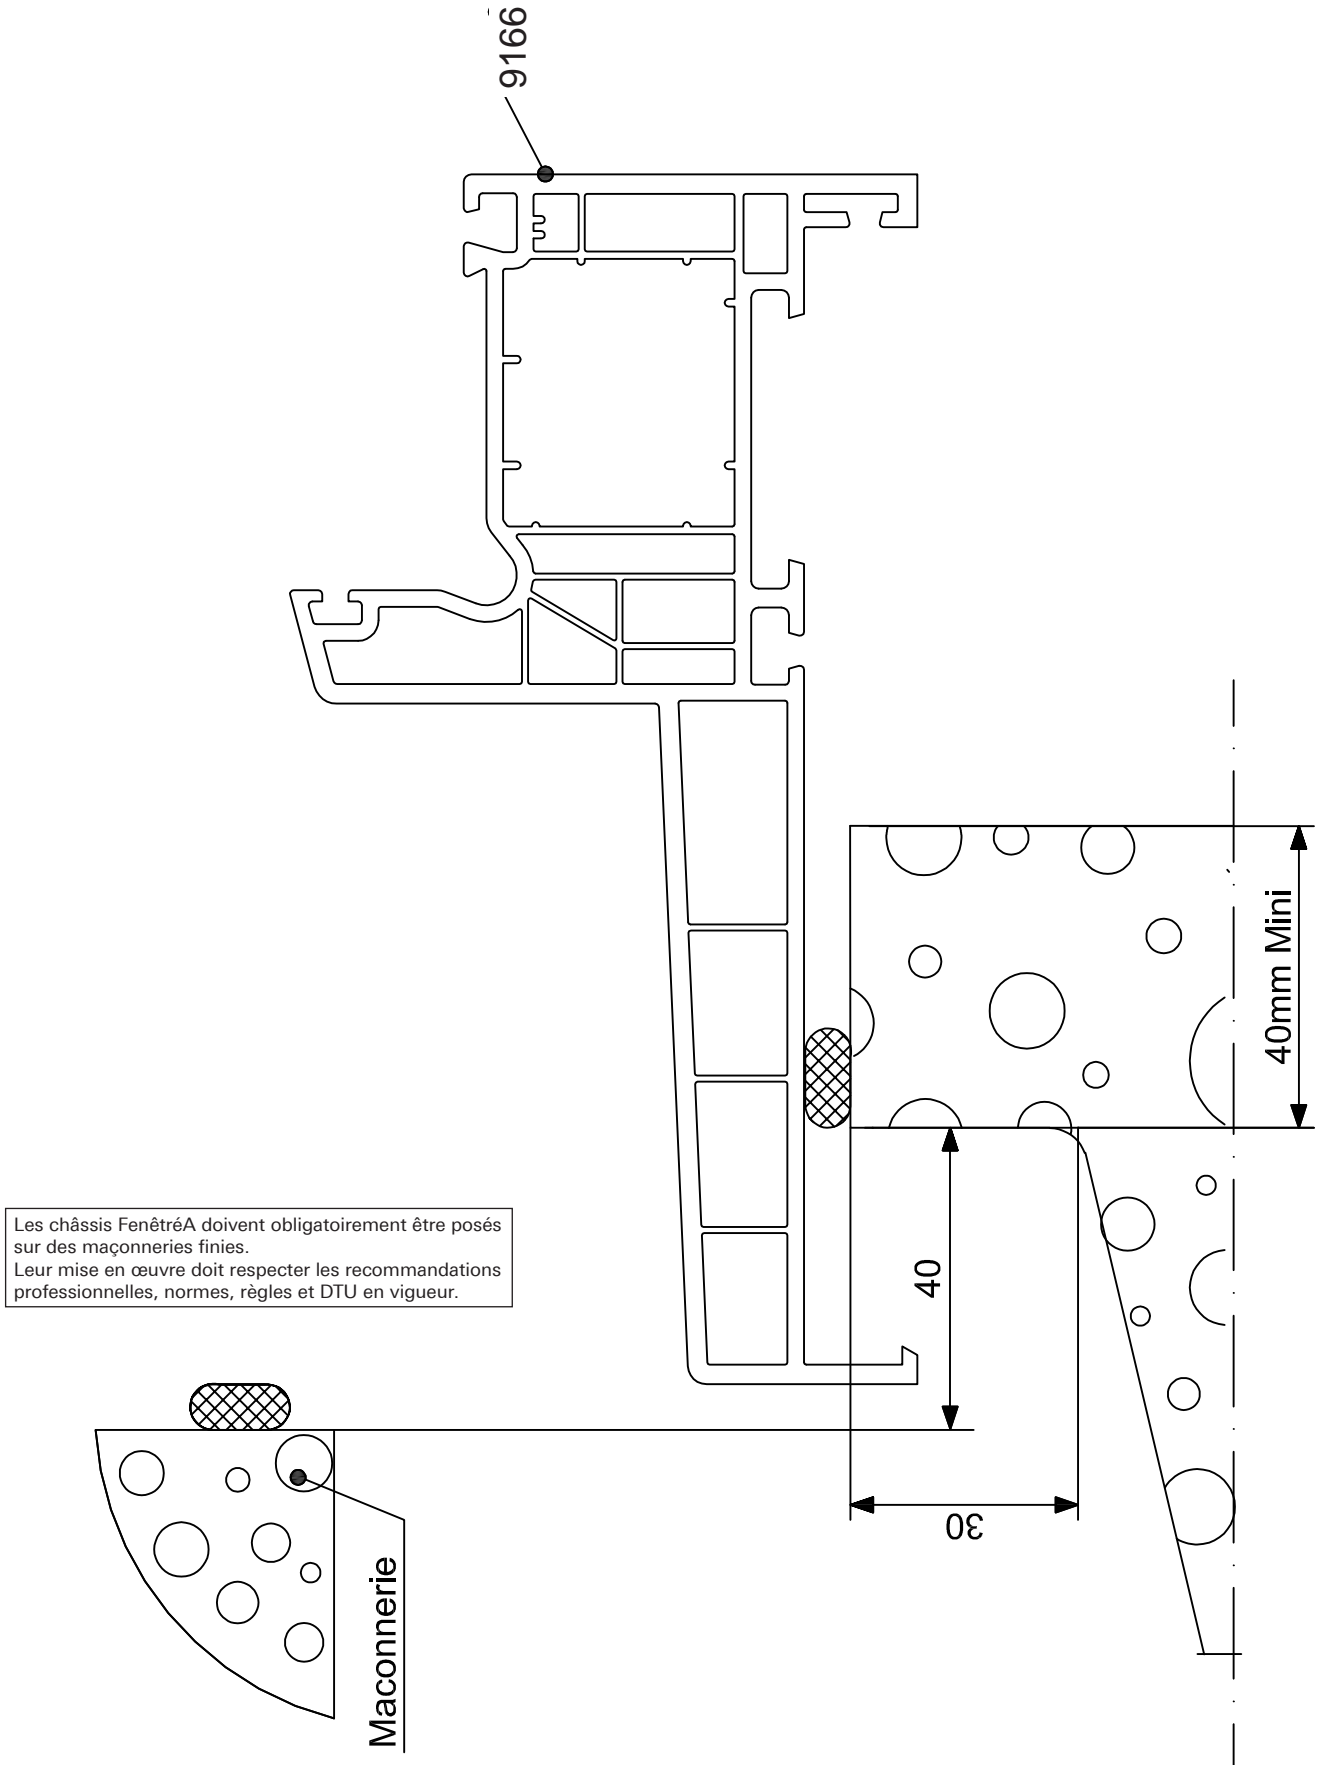 9166
Les châssis FenêtréA doivent obligatoirement être posés
sur des maçonneries finies.
Leur mise en œuvre doit respecter les recommandations
professionnelles, normes, règles et DTU en vigueur.
40mm Mini
40
30
Maconnerie